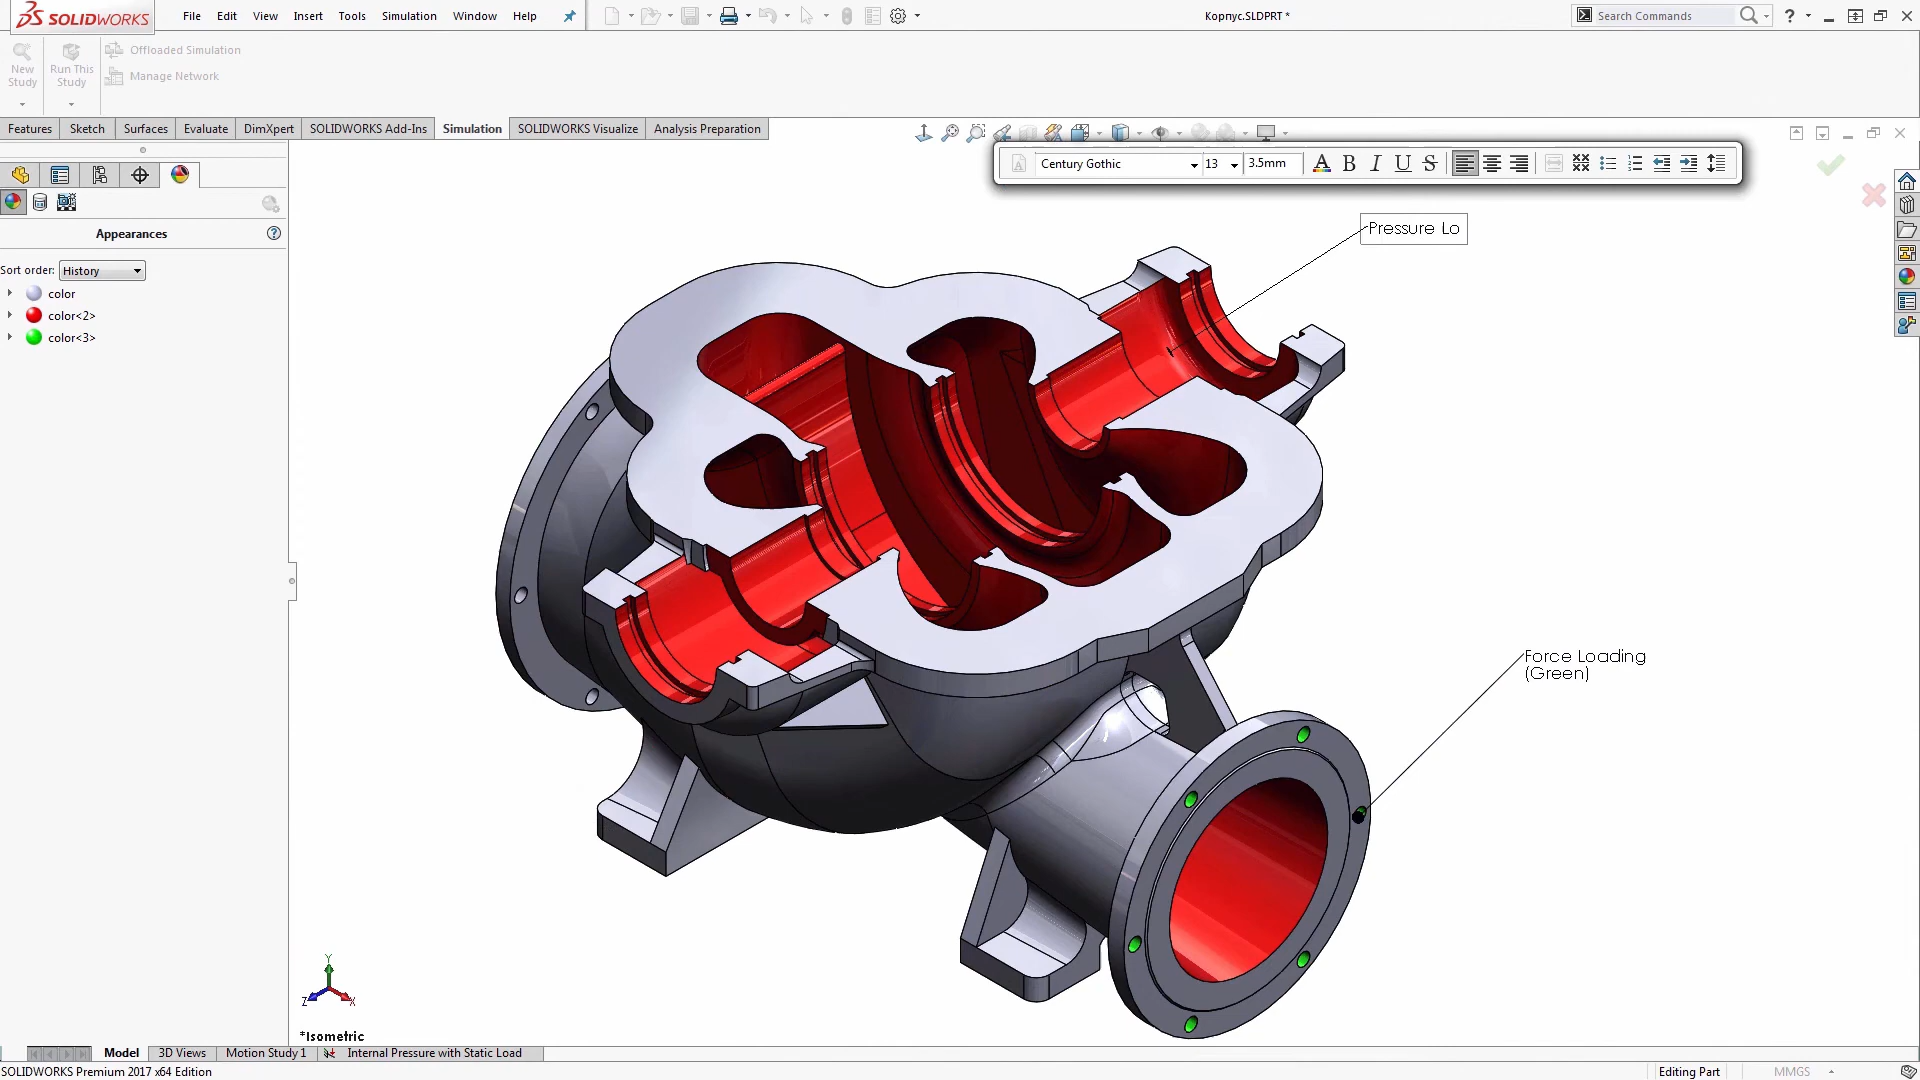 SOLIDWORKS
File Edit View Insert Tools Simulation Window Help
Корпус.SLDPRT *
Search Commands
?
New Study
Run This Study
Offloaded Simulation
Manage Network
Features Sketch Surfaces Evaluate DimXpert SOLIDWORKS Add-Ins Simulation SOLIDWORKS Visualize Analysis Preparation
Century Gothic 13 3.5mm A B I U S
Appearances
?
Sort order: History
color
color<2>
color<3>
Pressure Lo
Force Loading
(Green)
Y
Z X
*Isometric
Model 3D Views Motion Study 1 Internal Pressure with Static Load
SOLIDWORKS Premium 2017 x64 Edition
Editing Part MMGS